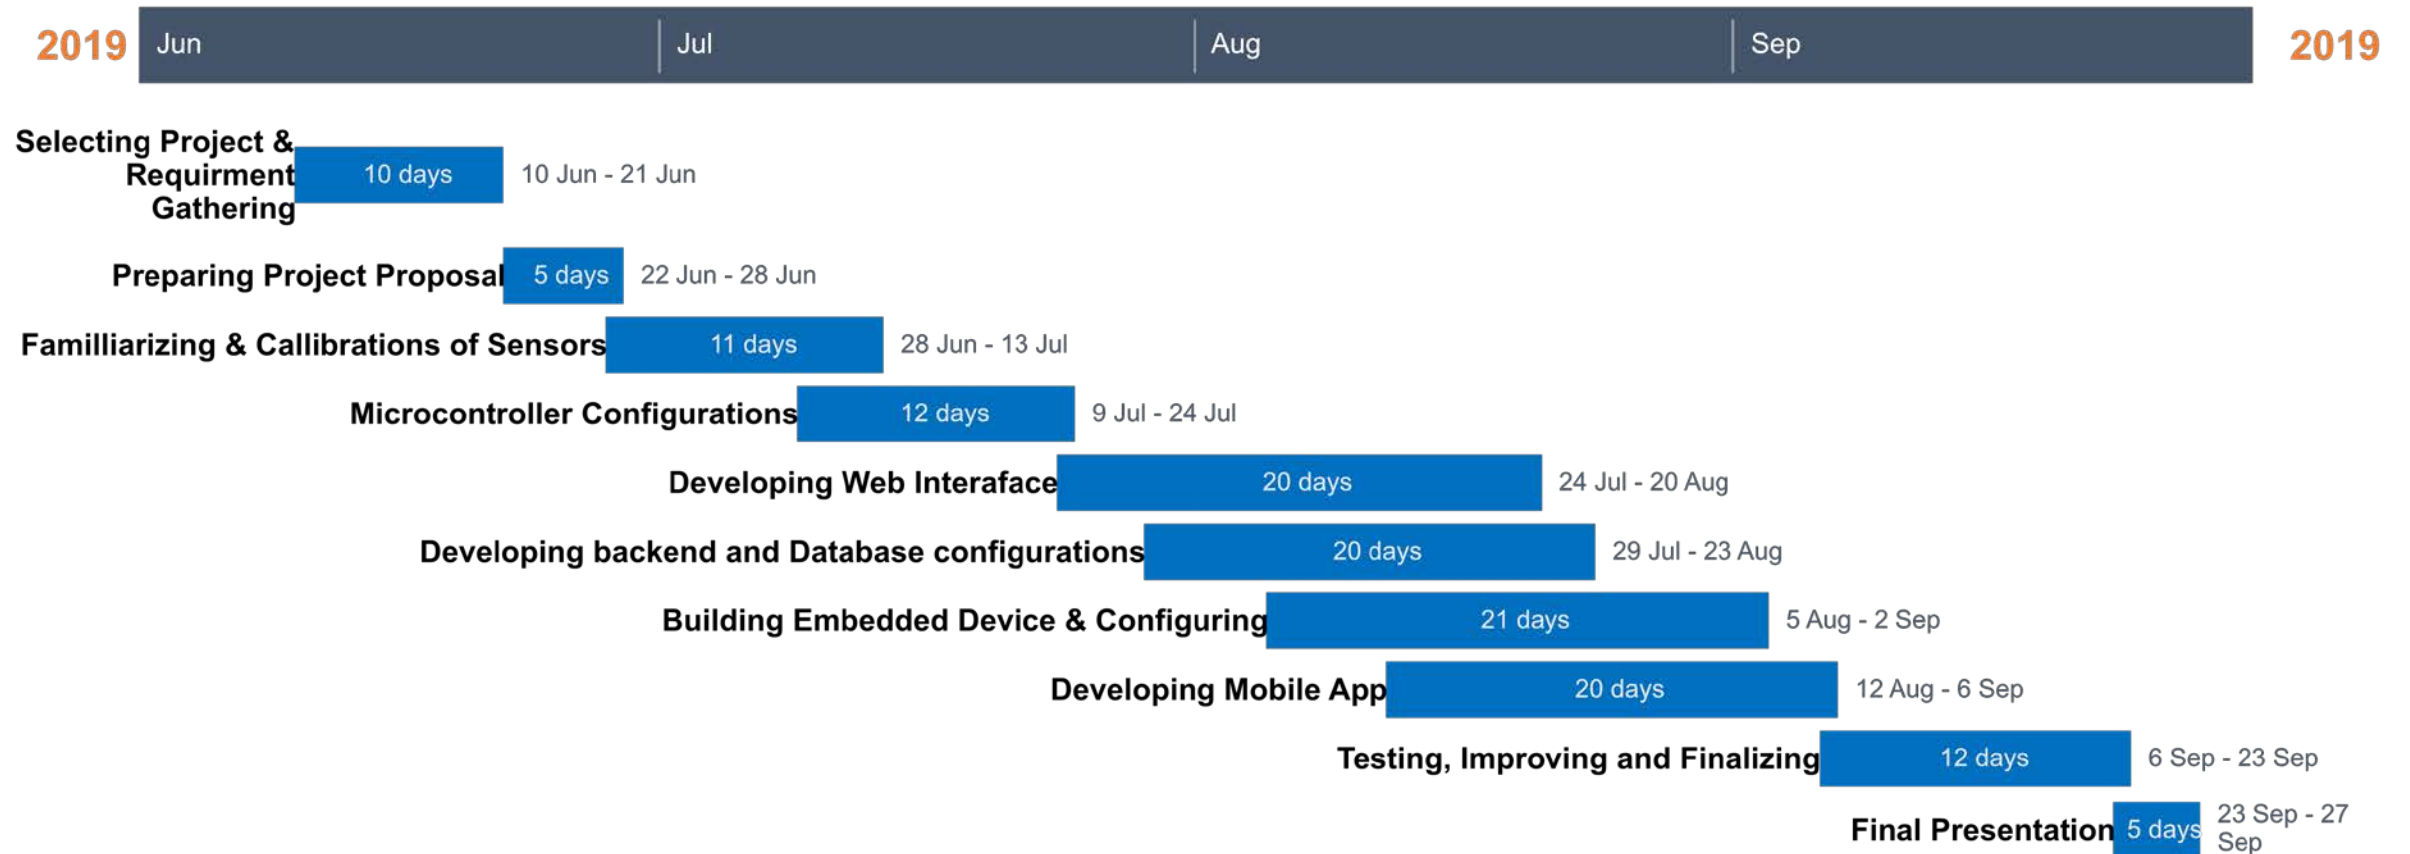 2019 Jun Jul Aug Sep 2019
Selecting Project &
Requirment
Gathering
10 days
10 Jun - 21 Jun
Preparing Project Proposal 5 days 22 Jun - 28 Jun
Familliarizing & Callibrations of Sensors 11 days 28 Jun - 13 Jul
Microcontroller Configurations 12 days 9 Jul - 24 Jul
Developing Web Interaface 20 days 24 Jul - 20 Aug
Developing backend and Database configurations 20 days 29 Jul - 23 Aug
Building Embedded Device & Configuring 21 days 5 Aug - 2 Sep
Developing Mobile App 20 days 12 Aug - 6 Sep
Testing, Improving and Finalizing 12 days 6 Sep - 23 Sep
Final Presentation 5 days 23 Sep - 27
Sep